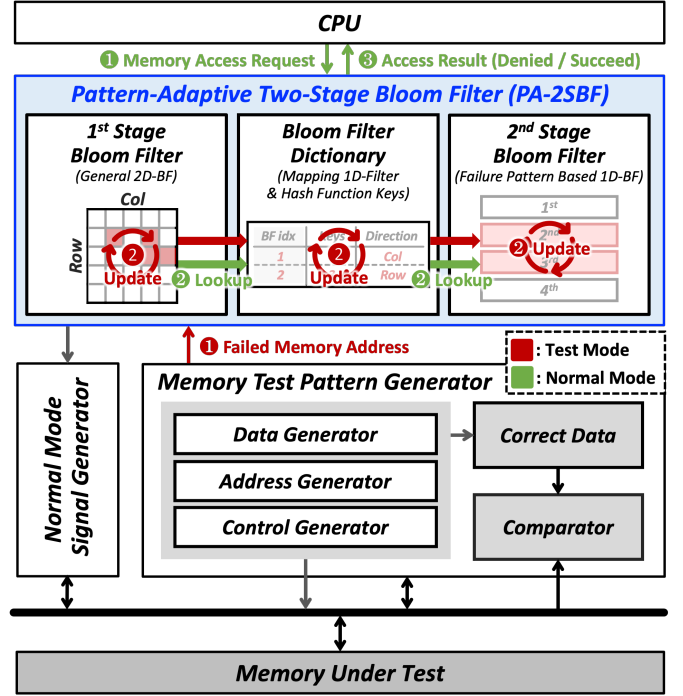 CPU
❶ Memory Access Request
❸ Access Result (Denied / Succeed)
Pattern-Adaptive Two-Stage Bloom Filter (PA-2SBF)
1st Stage
Bloom Filter
(General 2D-BF)
Col
Row
❷
Update
Bloom Filter
Dictionary
(Mapping 1D-Filter
& Hash Function Keys)
BF idx Keys Direction
1 Col
2 Row
❷
Update
2nd Stage
Bloom Filter
(Failure Pattern Based 1D-BF)
1st
2nd
❷ Update
4th
❷ Lookup
❷ Lookup
❶ Failed Memory Address
: Test Mode
: Normal Mode
Normal Mode
Signal Generator
Memory Test Pattern Generator
Data Generator
Address Generator
Control Generator
Correct Data
Comparator
Memory Under Test